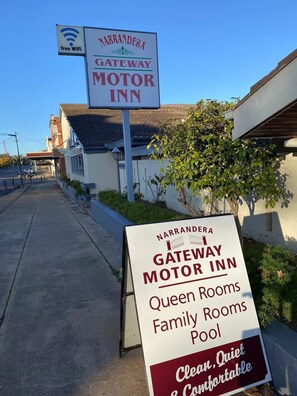 free
WiFi
NARRANDERA
GATEWAY
MOTOR
INN
NARRANDERA
GATEWAY
MOTOR INN
Queen Rooms
Family Rooms
Pool
Clean, Quiet
& Comfortable